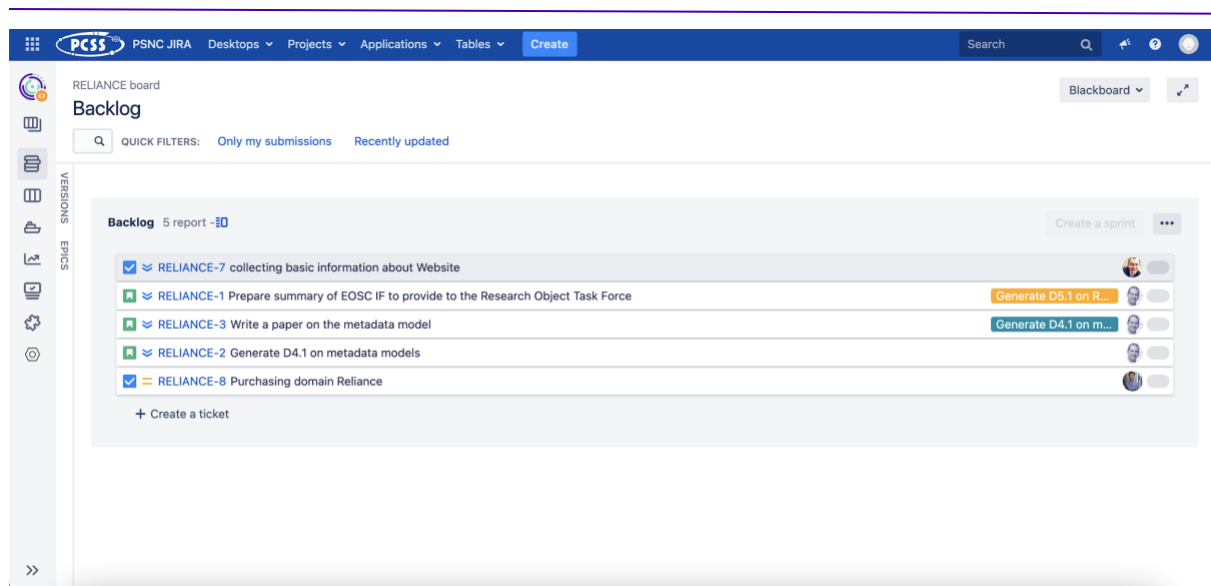 PCSS PSNC JIRA Desktops Projects Applications Tables Create Search
RELIANCE board
Backlog
Blackboard
QUICK FILTERS: Only my submissions Recently updated
VERSIONS
EPICS
Backlog 5 report - Create a sprint
RELIANCE-7 collecting basic information about Website
RELIANCE-1 Prepare summary of EOSC IF to provide to the Research Object Task Force Generate D5.1 on R...
RELIANCE-3 Write a paper on the metadata model Generate D4.1 on m...
RELIANCE-2 Generate D4.1 on metadata models
RELIANCE-8 Purchasing domain Reliance
+ Create a ticket